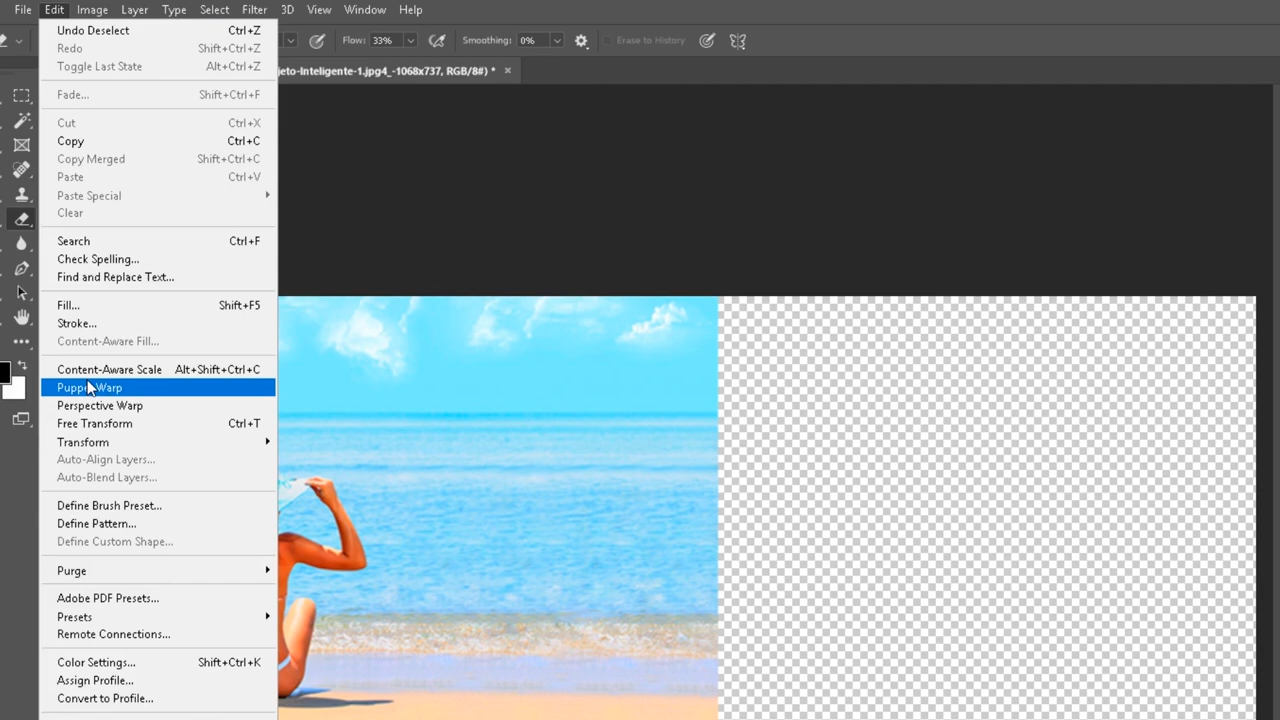 File Edit Image Layer Type Select Filter 3D View Window Help
Flow: 33% Smoothing: 0% Erase to History
jeto-Inteligente-1.jpg4_-1068x737, RGB/8#) * ×
Undo Deselect Ctrl+Z
Redo Shift+Ctrl+Z
Toggle Last State Alt+Ctrl+Z
Fade... Shift+Ctrl+F
Cut Ctrl+X
Copy Ctrl+C
Copy Merged Shift+Ctrl+C
Paste Ctrl+V
Paste Special
Clear
Search Ctrl+F
Check Spelling...
Find and Replace Text...
Fill... Shift+F5
Stroke...
Content-Aware Fill...
Content-Aware Scale Alt+Shift+Ctrl+C
Puppet Warp
Perspective Warp
Free Transform Ctrl+T
Transform
Auto-Align Layers...
Auto-Blend Layers...
Define Brush Preset...
Define Pattern...
Define Custom Shape...
Purge
Adobe PDF Presets...
Presets
Remote Connections...
Color Settings... Shift+Ctrl+K
Assign Profile...
Convert to Profile...